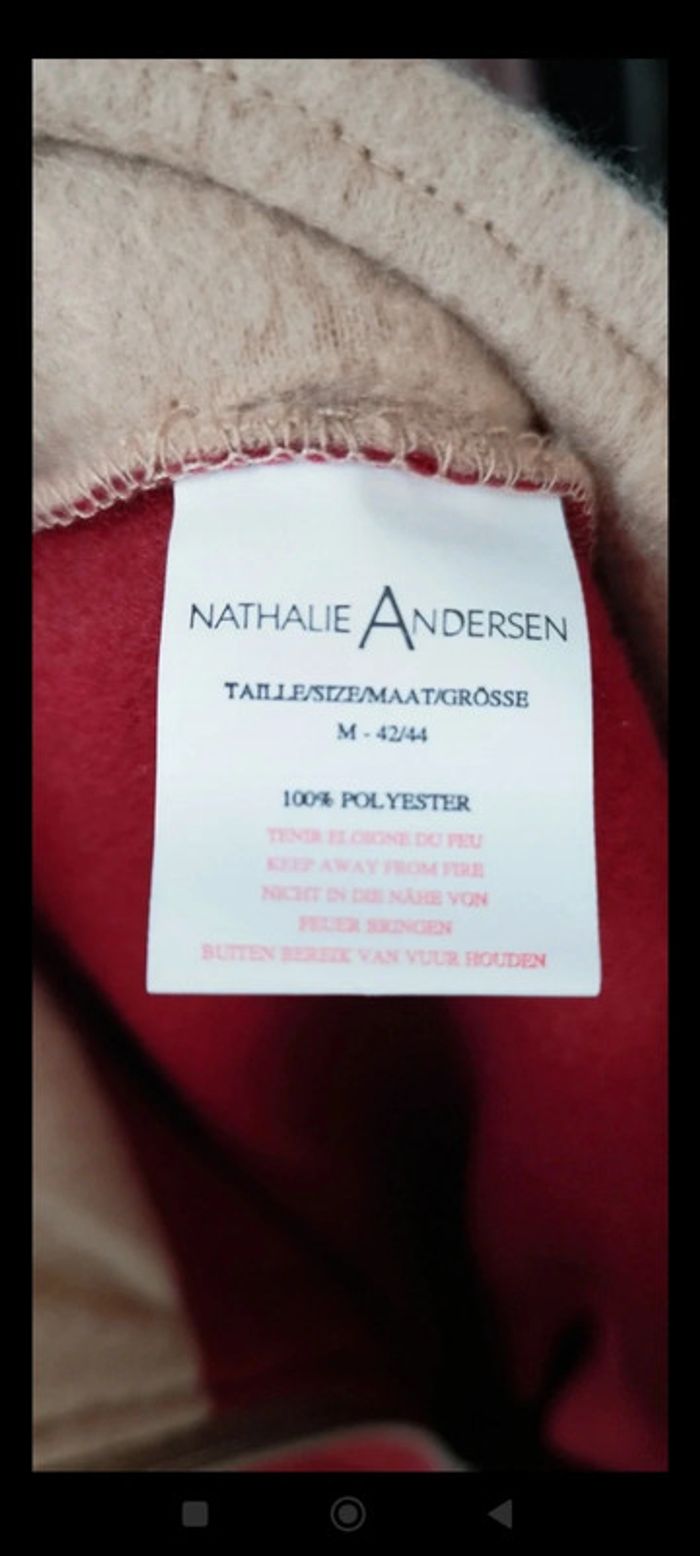 NATHALIE ANDERSEN
TAILLE/SIZE/MAAT/GRÖSSE
M - 42/44
100% POLYESTER
TENIR ELOIGNE DU FEU
KEEP AWAY FROM FIRE
NICHT IN DIE NÄHE VON
FEUER BRINGEN
BUITEN BEREIK VAN VUUR HOUDEN